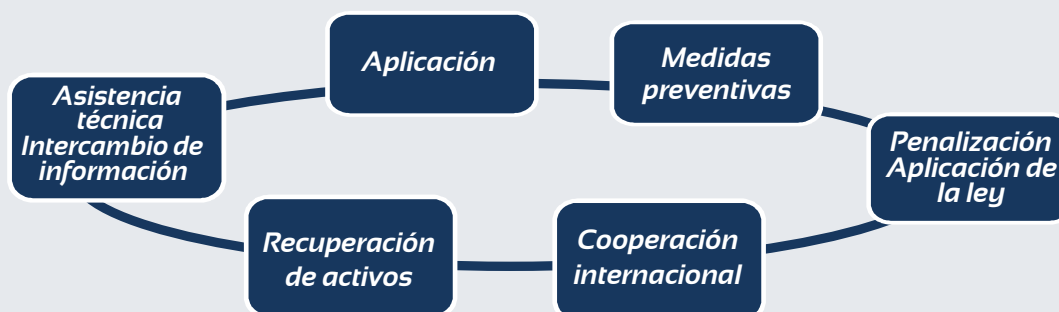 Aplicación
Medidas
preventivas
Asistencia
técnica
Intercambio de
información
Penalización
Aplicación de
la ley
Recuperación
de activos
Cooperación
internacional